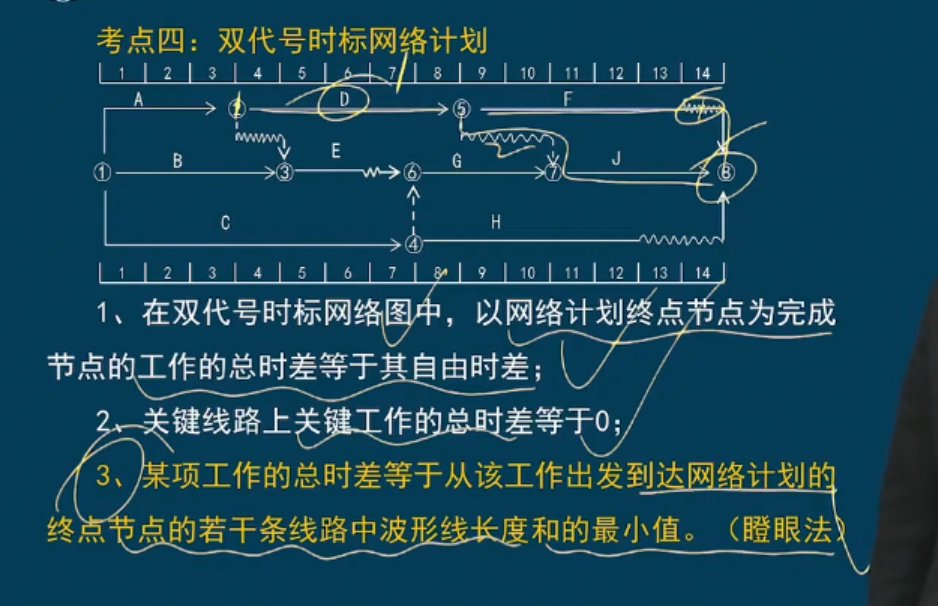 考点四：双代号时标网络计划
1 2 3 4 5 6 7 8 9 10 11 12 13 14
A ② D ⑤ F
① B ③ E ⑥ G ⑦ J ⑧
C ④ H
1 2 3 4 5 6 7 8 9 10 11 12 13 14
1、在双代号时标网络图中，以网络计划终点节点为完成
节点的工作的总时差等于其自由时差；
2、关键线路上关键工作的总时差等于0；
3、某项工作的总时差等于从该工作出发到达网络计划的
终点节点的若干条线路中波形线长度和的最小值。（瞪眼法）